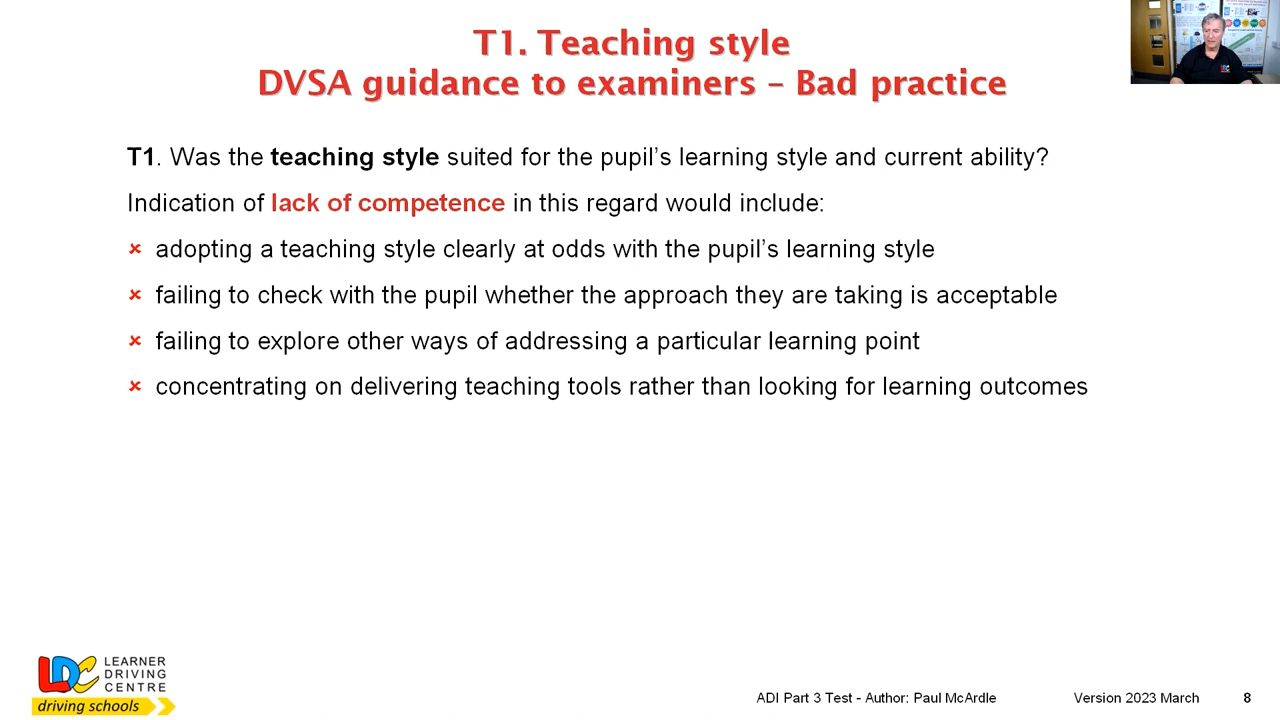 T1. Teaching style
DVSA guidance to examiners – Bad practice
T1. Was the teaching style suited for the pupil’s learning style and current ability?
Indication of lack of competence in this regard would include:
× adopting a teaching style clearly at odds with the pupil’s learning style
× failing to check with the pupil whether the approach they are taking is acceptable
× failing to explore other ways of addressing a particular learning point
× concentrating on delivering teaching tools rather than looking for learning outcomes
LDC LEARNER
DRIVING
CENTRE
driving schools
ADI Part 3 Test - Author: Paul McArdle Version 2023 March 8